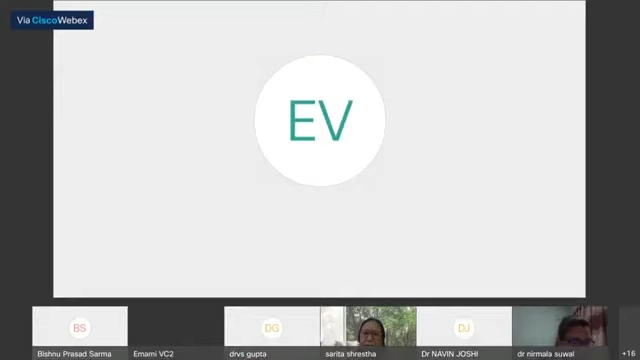 Via CiscoWebex
EV
BS
DG
DJ
Bishnu Prasad Sarma
Emami VC2
drvs gupta
sarita shrestha
Dr NAVIN JOSHI
dr nirmala suwal
+16